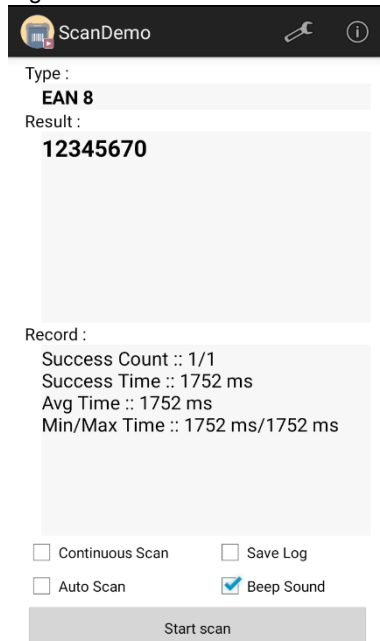 ScanDemo
Type :
EAN 8
Result :
12345670
Record :
Success Count :: 1/1
Success Time :: 1752 ms
Avg Time :: 1752 ms
Min/Max Time :: 1752 ms/1752 ms
Continuous Scan
Save Log
Auto Scan
Beep Sound
Start scan